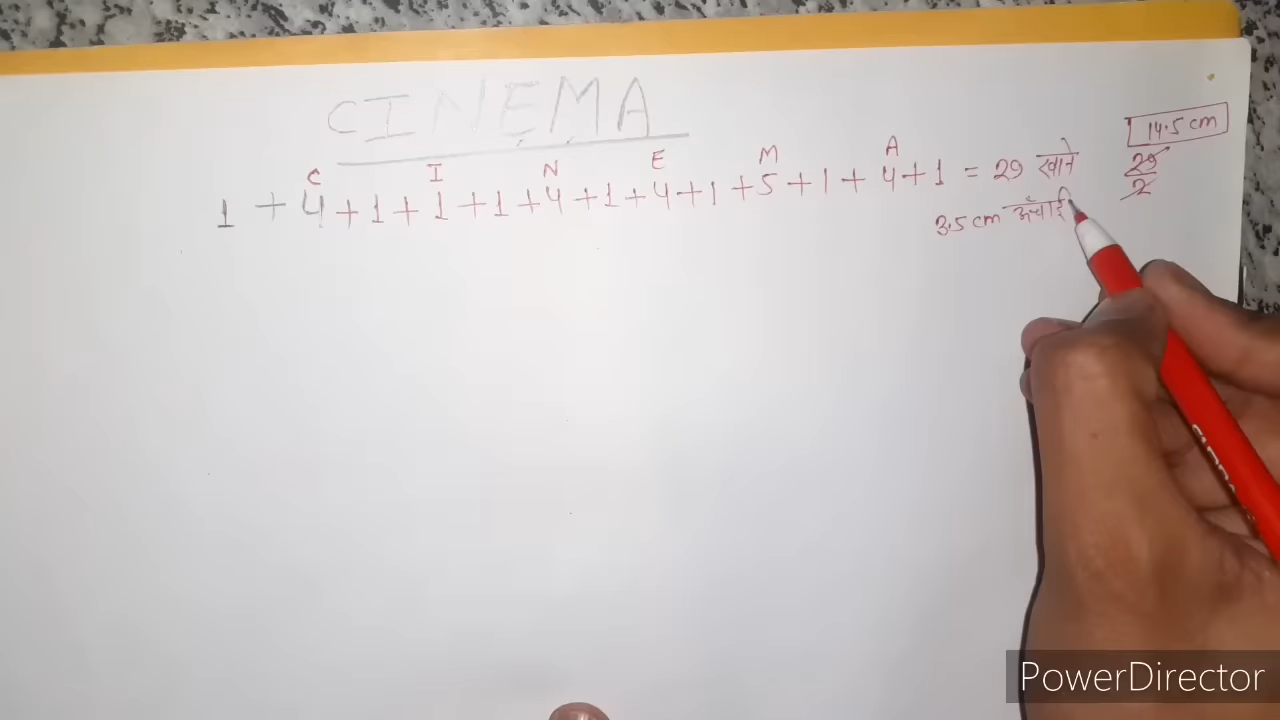 CINEMA
14.5 cm
C I N E M A
1 + 4 + 1 + 1 + 1 + 4 + 1 + 4 + 1 + 5 + 1 + 4 + 1 = 29 खाने
29
2
3.5 cm ऊँचाई
PowerDirector